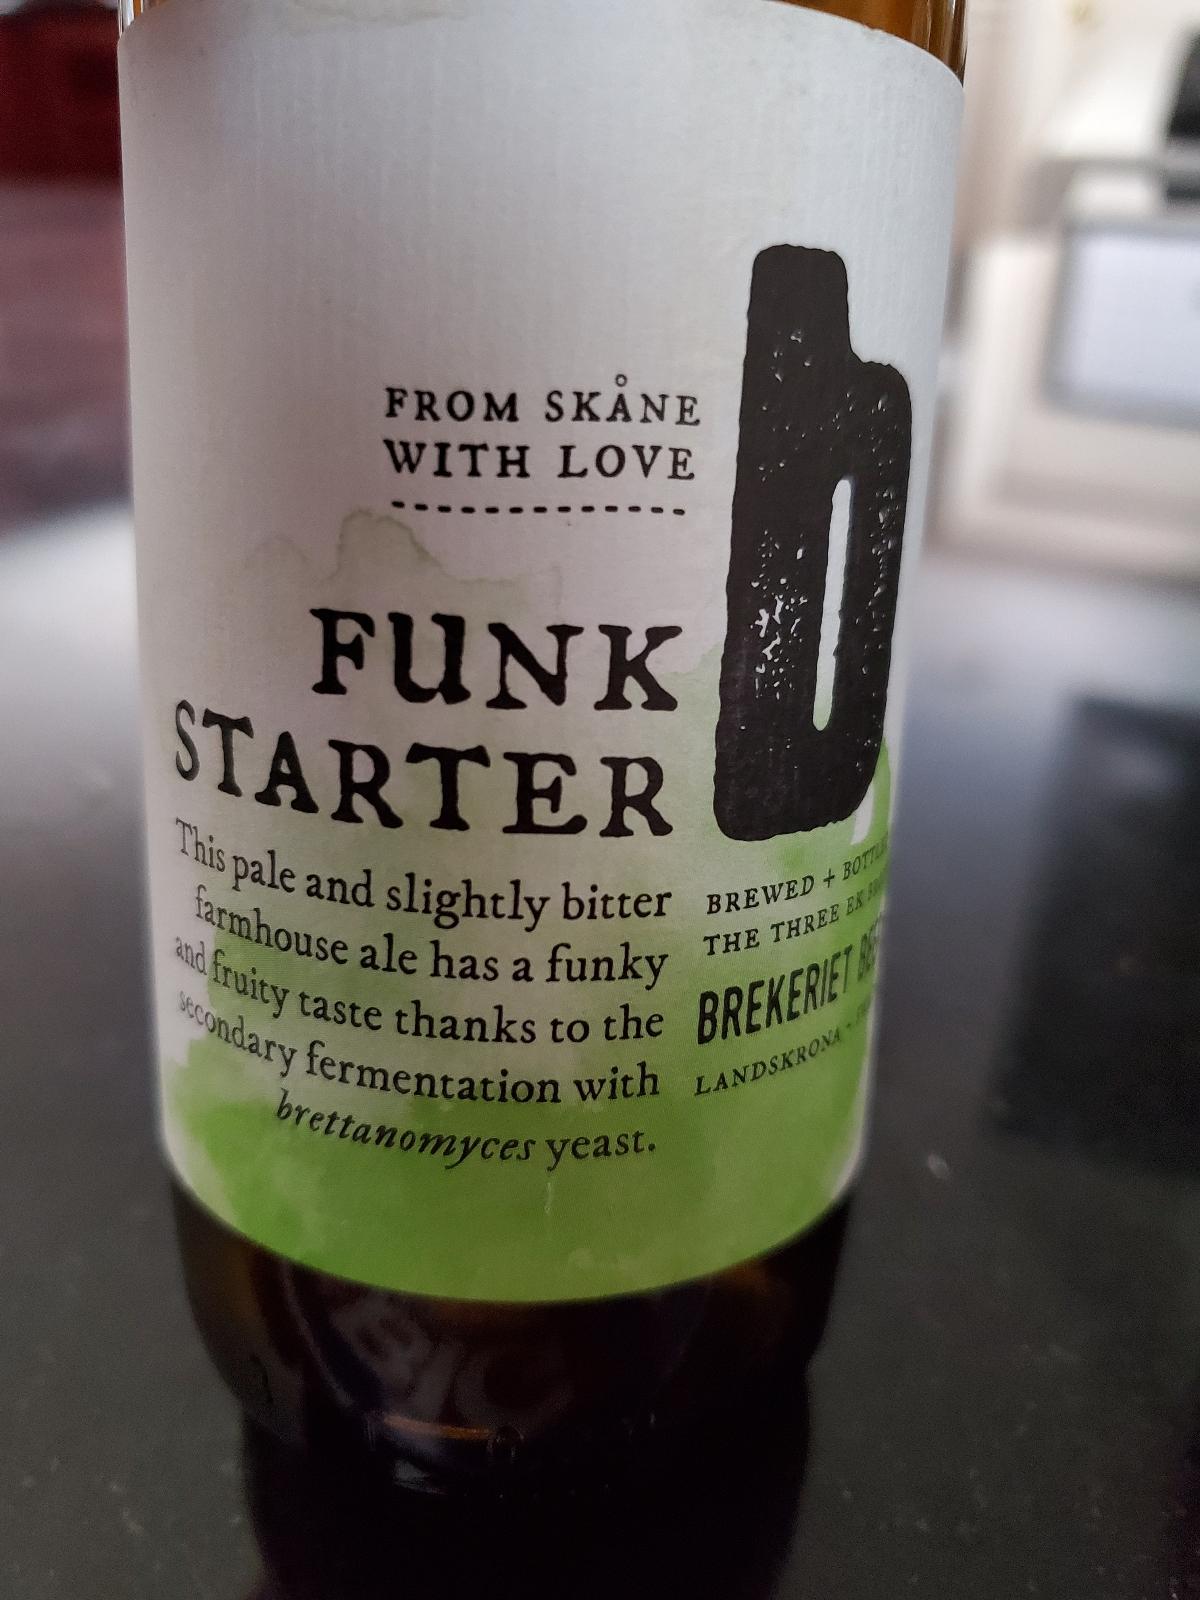 FROM SKÅNE
WITH LOVE
FUNK
STARTER
This pale and slightly bitter
farmhouse ale has a funky
and fruity taste thanks to the
secondary fermentation with
brettanomyces yeast.
b
BREWED +
THE THREE EK
BREKERIET
LANDSKRONA -